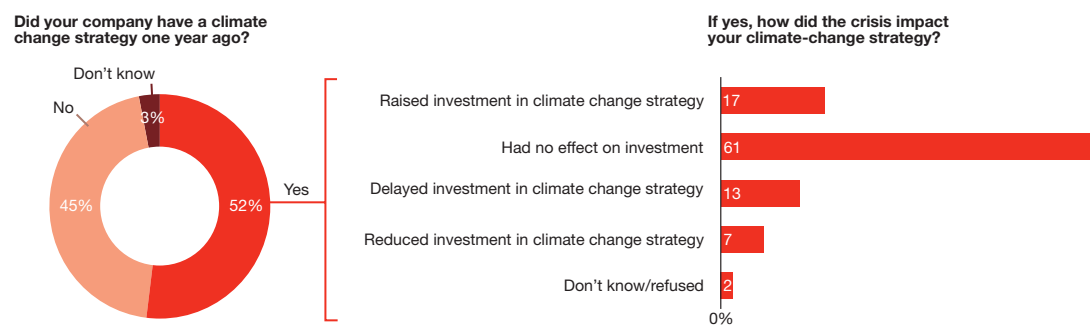 Did your company have a climate
change strategy one year ago?
Don't know
No
3%
45%
52%
Yes
If yes, how did the crisis impact
your climate-change strategy?
Raised investment in climate change strategy
17
Had no effect on investment
61
Delayed investment in climate change strategy
13
Reduced investment in climate change strategy
7
Don't know/refused
2
0%